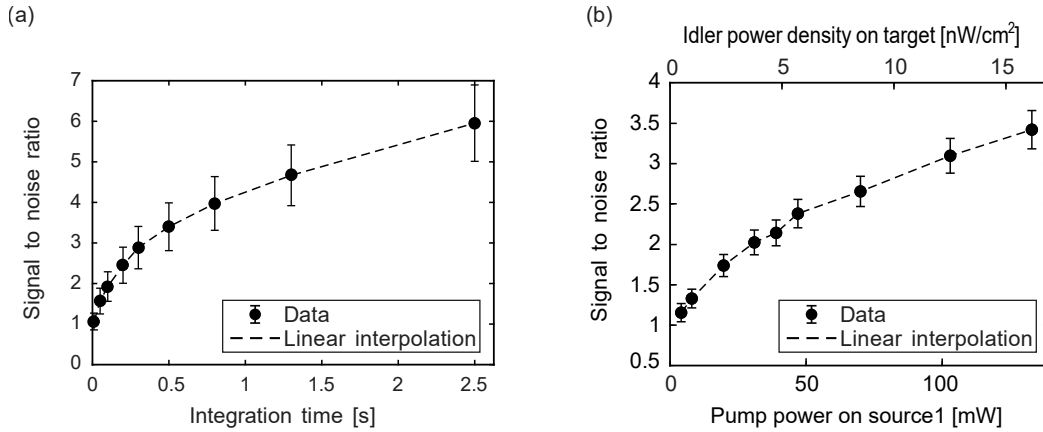 (a)
Signal to noise ratio
7
6
5
4
3
2
1
0
0 0.5 1 1.5 2 2.5
Integration time [s]
Data
Linear interpolation
(b)
Idler power density on target [nW/cm²]
0 5 10 15
Signal to noise ratio
4
3.5
3
2.5
2
1.5
1
0.5
0 50 100
Pump power on source1 [mW]
Data
Linear interpolation